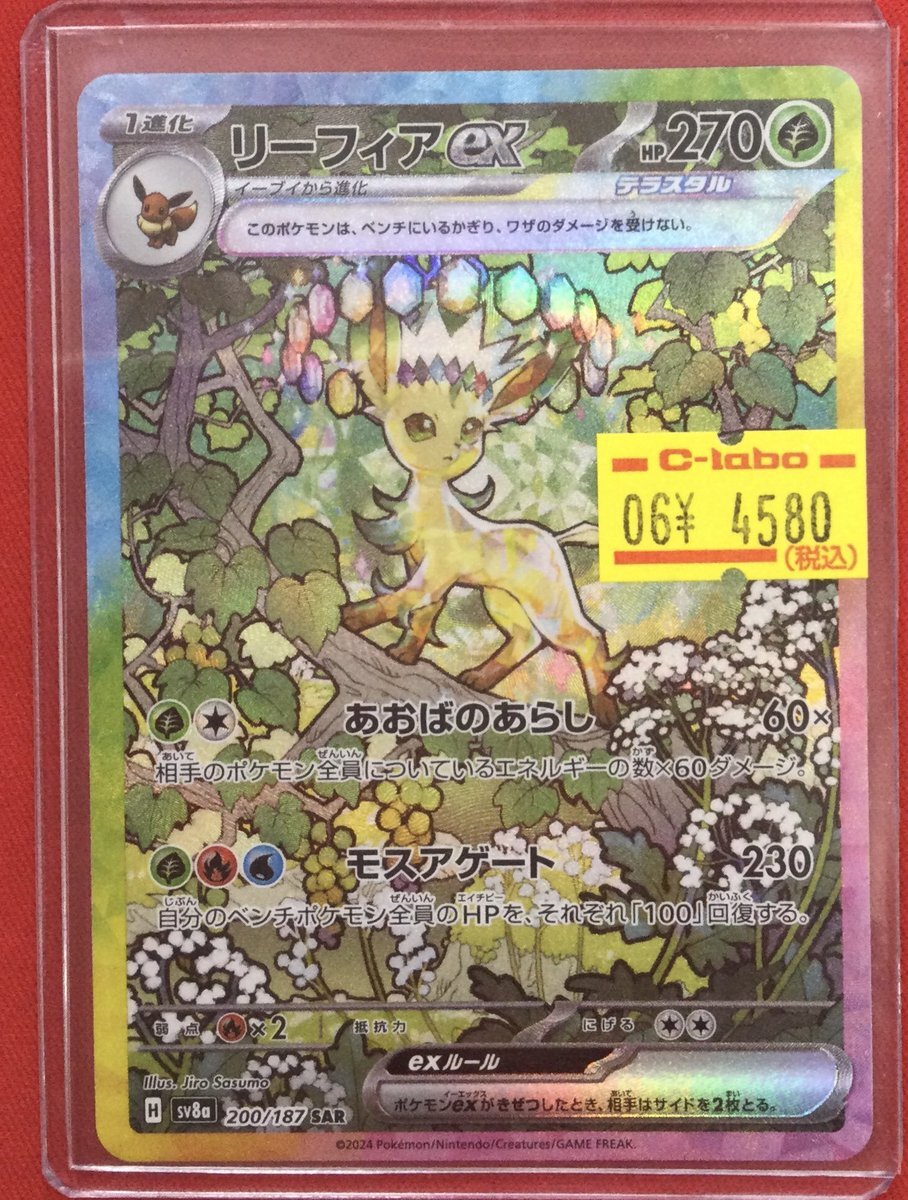 1進化
リーフィアex
HP270
イーブイから進化
テラスタル
このポケモンは、ベンチにいるかぎり、ワザのダメージを受けない。
C-labo
06¥ 4580
(税込)
あおばのあらし 60×
相手のポケモン全員についているエネルギーの数×60ダメージ。
モスアゲート 230
自分のベンチポケモン全員のHPを、それぞれ「100」回復する。
弱点 ×2 抵抗力 にげる
exルール
ポケモンexがきぜつしたとき、相手はサイドを2枚とる。
Illus. Jiro Sasumo
H sv8a 200/187 SAR
©2024 Pokémon/Nintendo/Creatures/GAME FREAK.